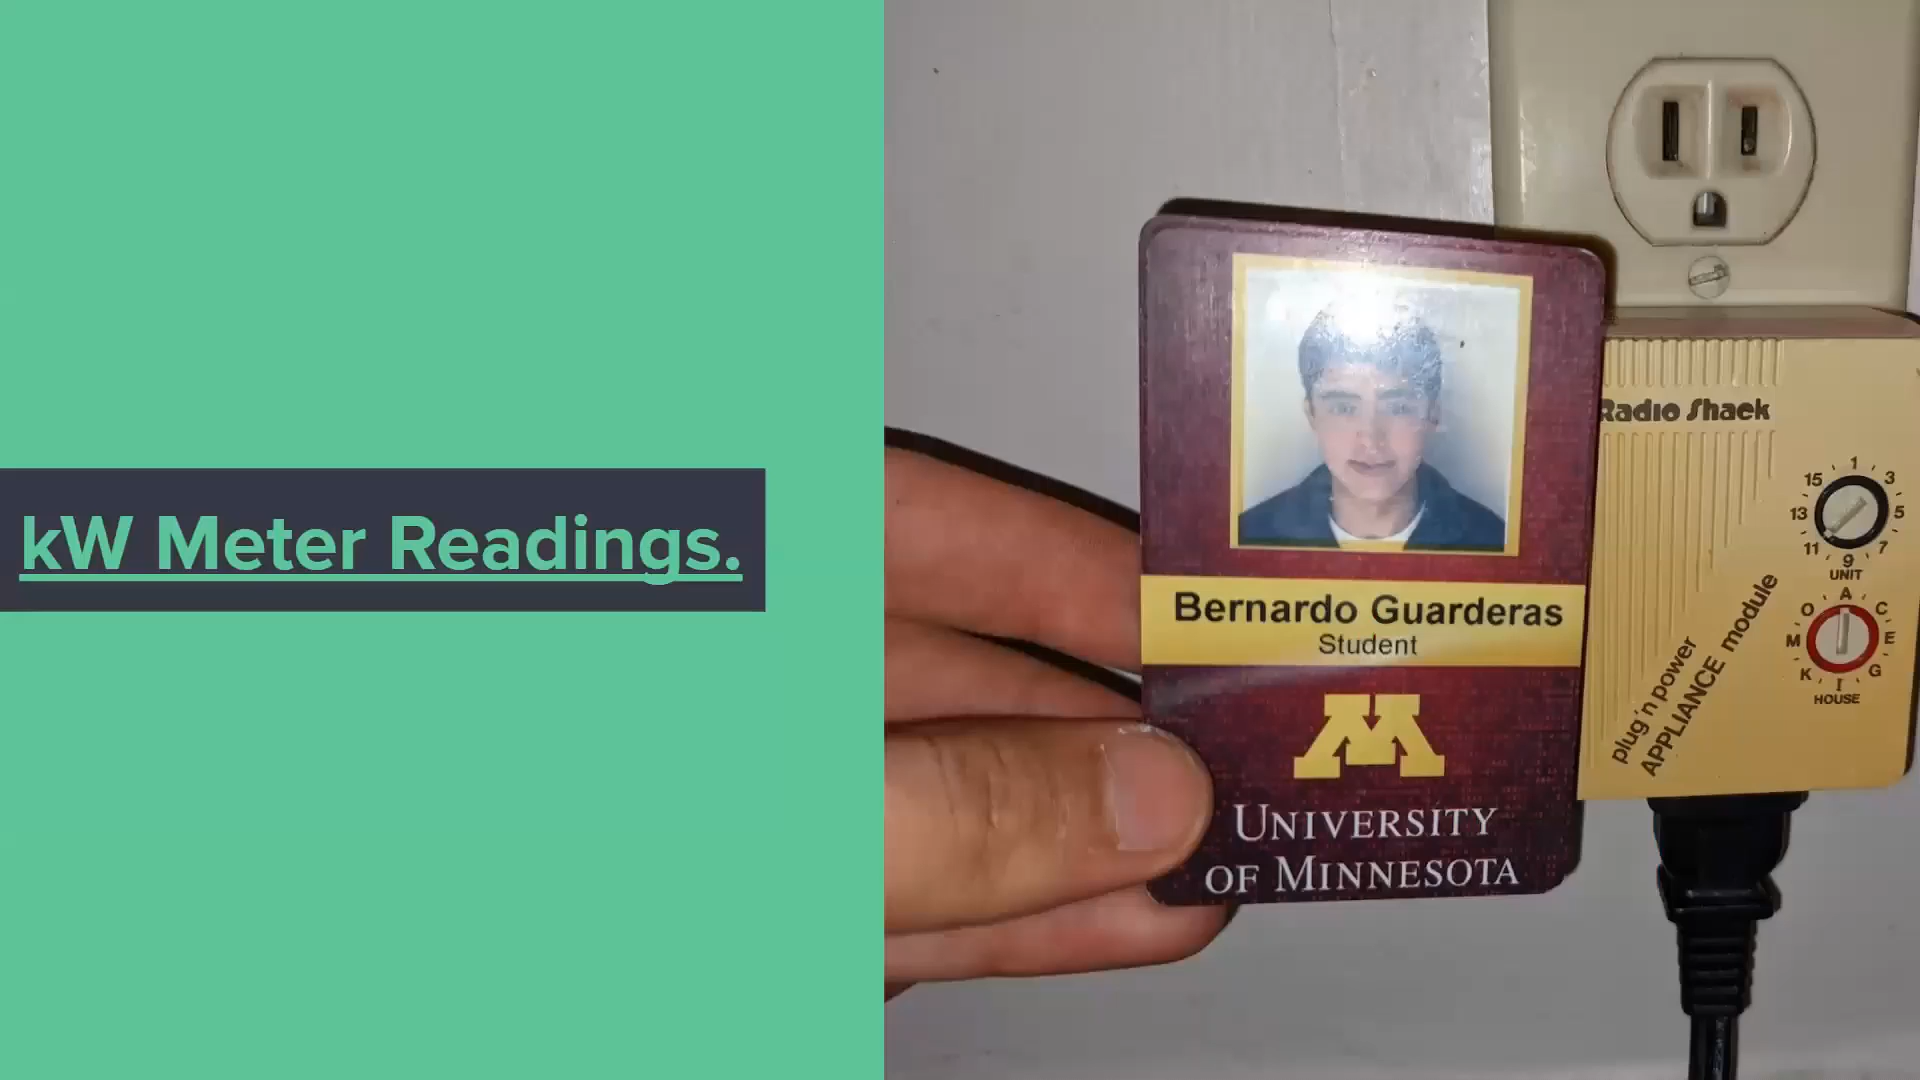 kW Meter Readings.
Bernardo Guarderas
Student
M
UNIVERSITY
OF MINNESOTA
Radio Shack
plug 'n power
APPLIANCE module
1
3
5
7
9
11
13
15
UNIT
A
C
E
G
I
K
M
O
HOUSE